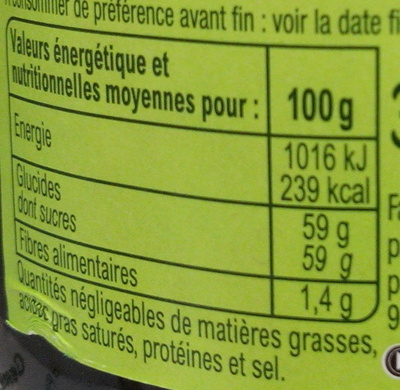 consommer de préférence avant fin : voir la date
Valeurs énergétique et
nutritionnelles moyennes pour : 100 g
Energie 1016 kJ
239 kcal
Glucides 59 g
dont sucres 59 g
Fibres alimentaires 1,4 g
Quantités négligeables de matières grasses,
acides gras saturés, protéines et sel.